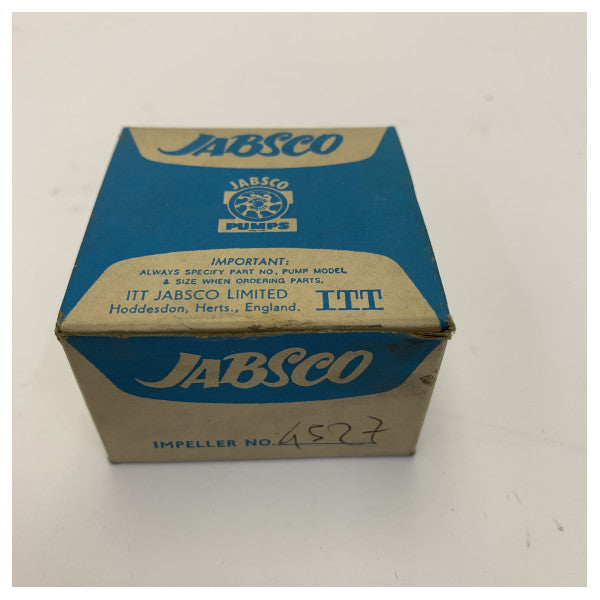 JABSCO
JABSCO
PUMPS
IMPORTANT:
ALWAYS SPECIFY PART NO., PUMP MODEL,
& SIZE WHEN ORDERING PARTS.
ITT JABSCO LIMITED
Hoddesdon, Herts., England.
ITT
JABSCO
IMPELLER NO. 4527